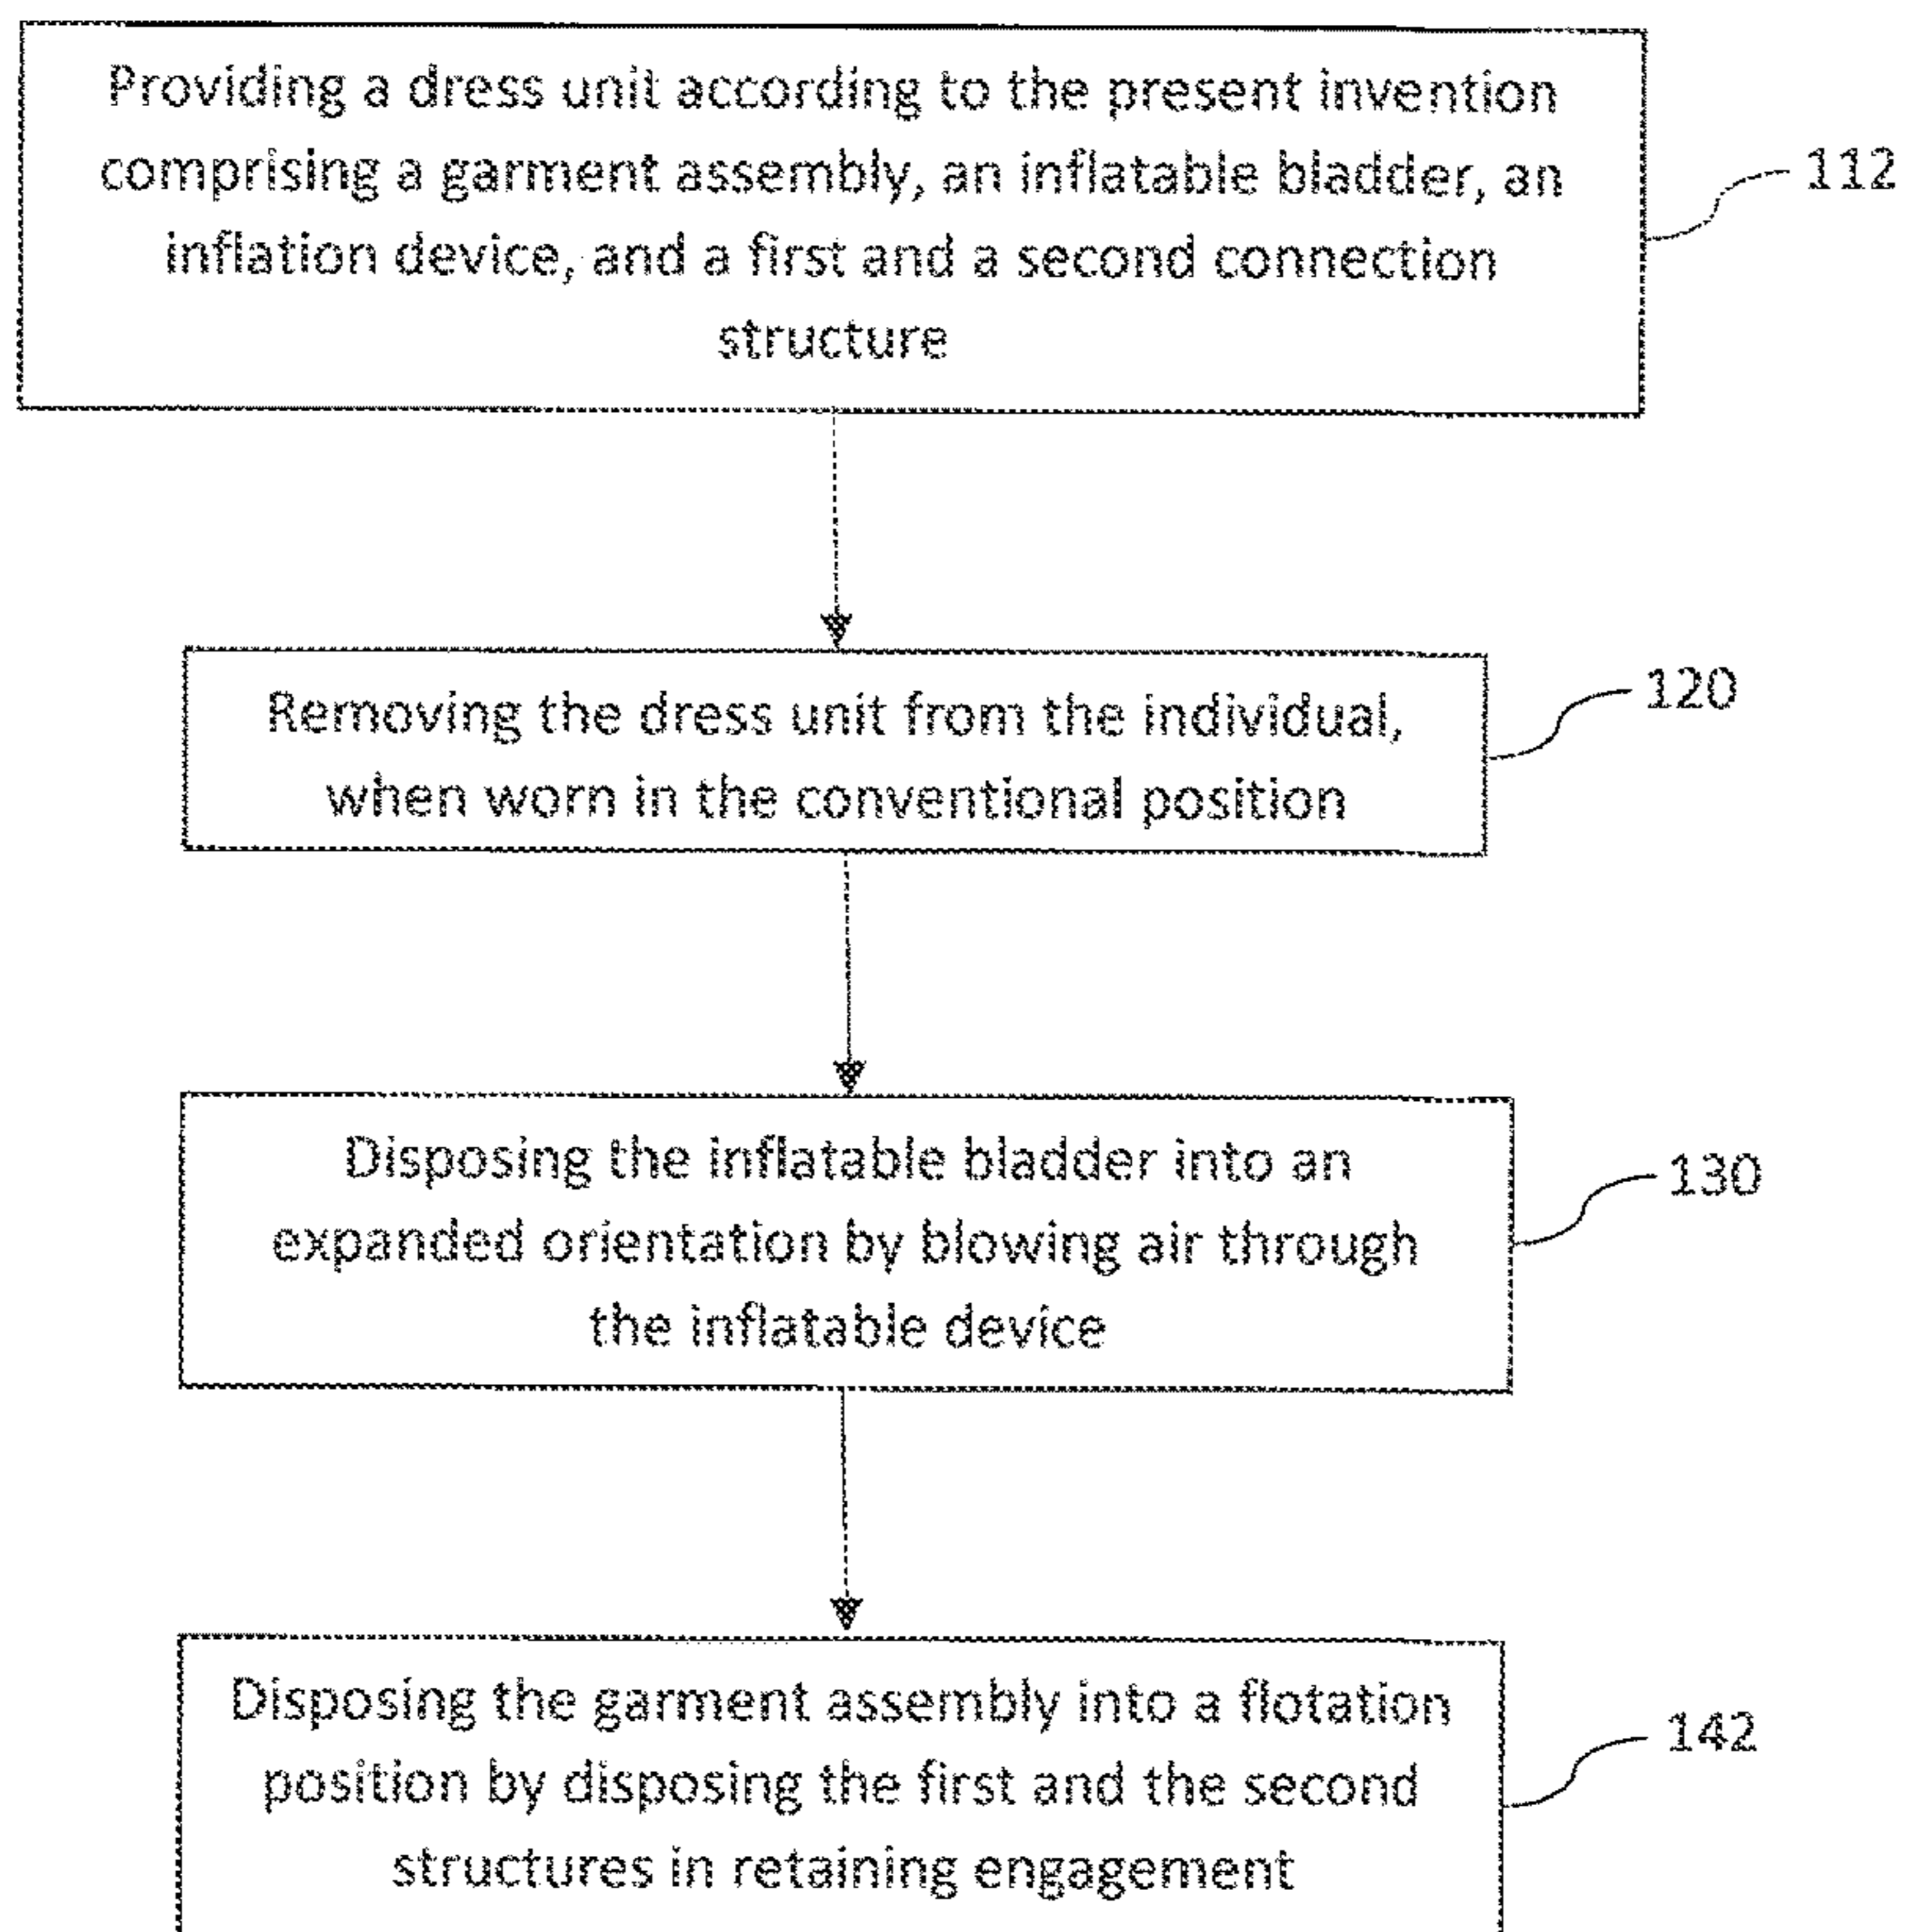 Providing a dress unit according to the present invention
comprising a garment assembly, an inflatable bladder, an
inflation device, and a first and a second connection
structure
112
Removing the dress unit from the individual,
when worn in the conventional position
120
Disposing the inflatable bladder into an
expanded orientation by blowing air through
the inflatable device
130
Disposing the garment assembly into a flotation
position by disposing the first and the second
structures in retaining engagement
142